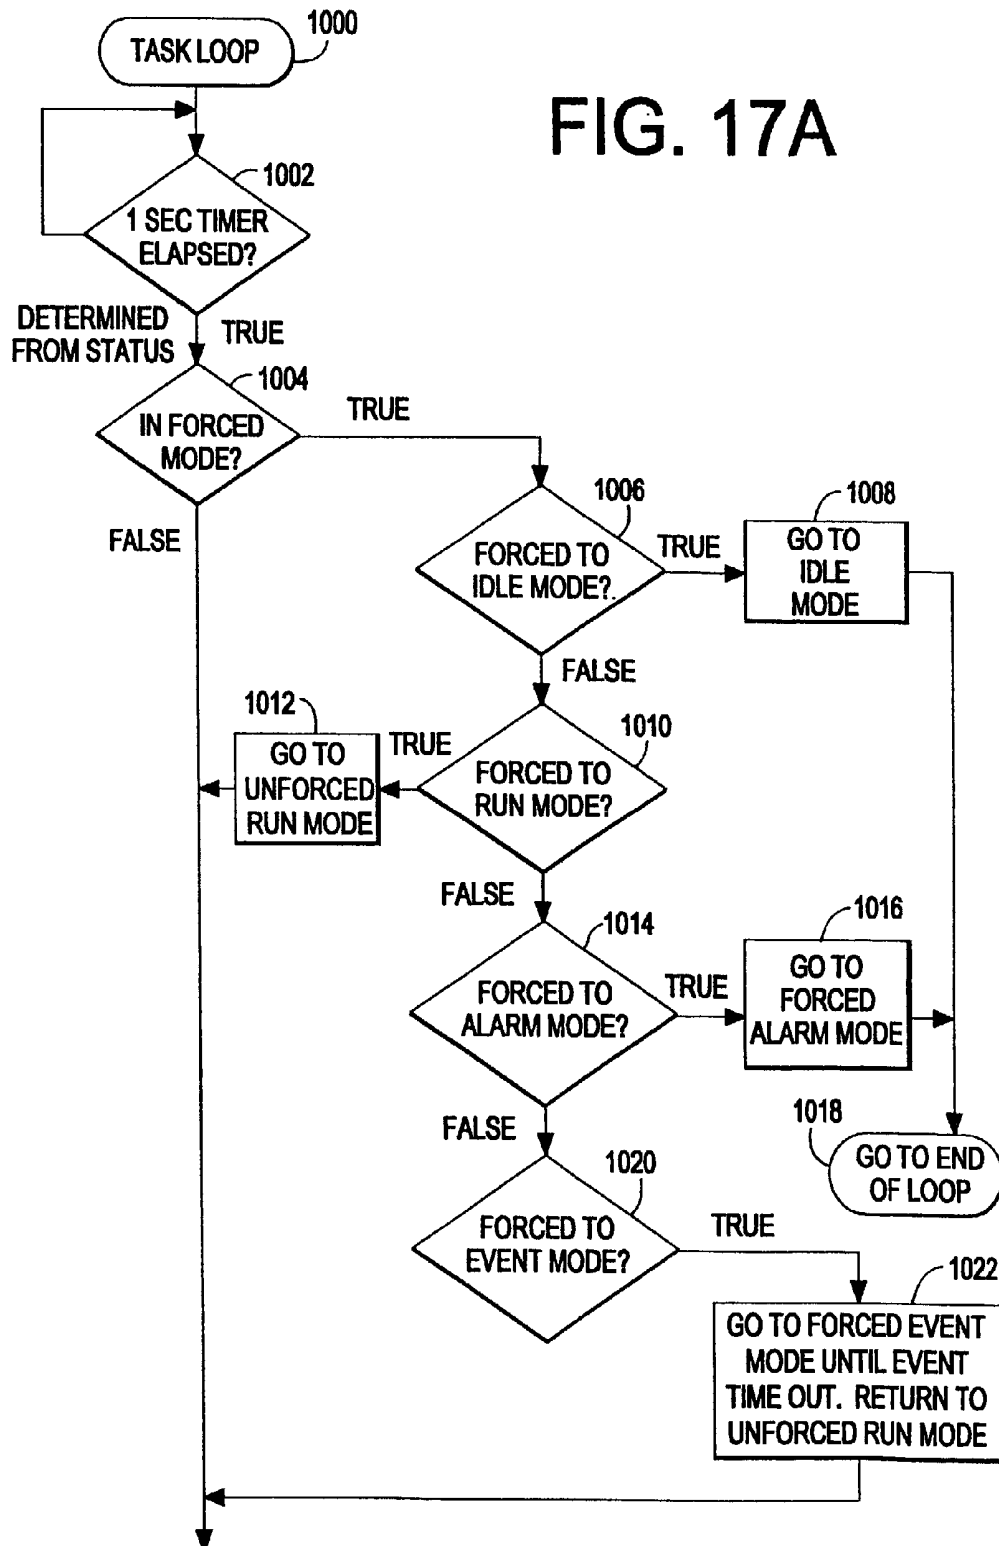 TASK LOOP
1000
FIG. 17A
1002
1 SEC TIMER
ELAPSED?
DETERMINED
FROM STATUS
TRUE
1004
IN FORCED
MODE?
TRUE
FALSE
1006
FORCED TO
IDLE MODE?.
TRUE
1008
GO TO
IDLE
MODE
FALSE
1012
GO TO
UNFORCED
RUN MODE
TRUE
1010
FORCED TO
RUN MODE?
FALSE
1014
FORCED TO
ALARM MODE?
TRUE
1016
GO TO
FORCED
ALARM MODE
1018
GO TO END
OF LOOP
FALSE
1020
FORCED TO
EVENT MODE?
TRUE
1022
GO TO FORCED EVENT
MODE UNTIL EVENT
TIME OUT. RETURN TO
UNFORCED RUN MODE